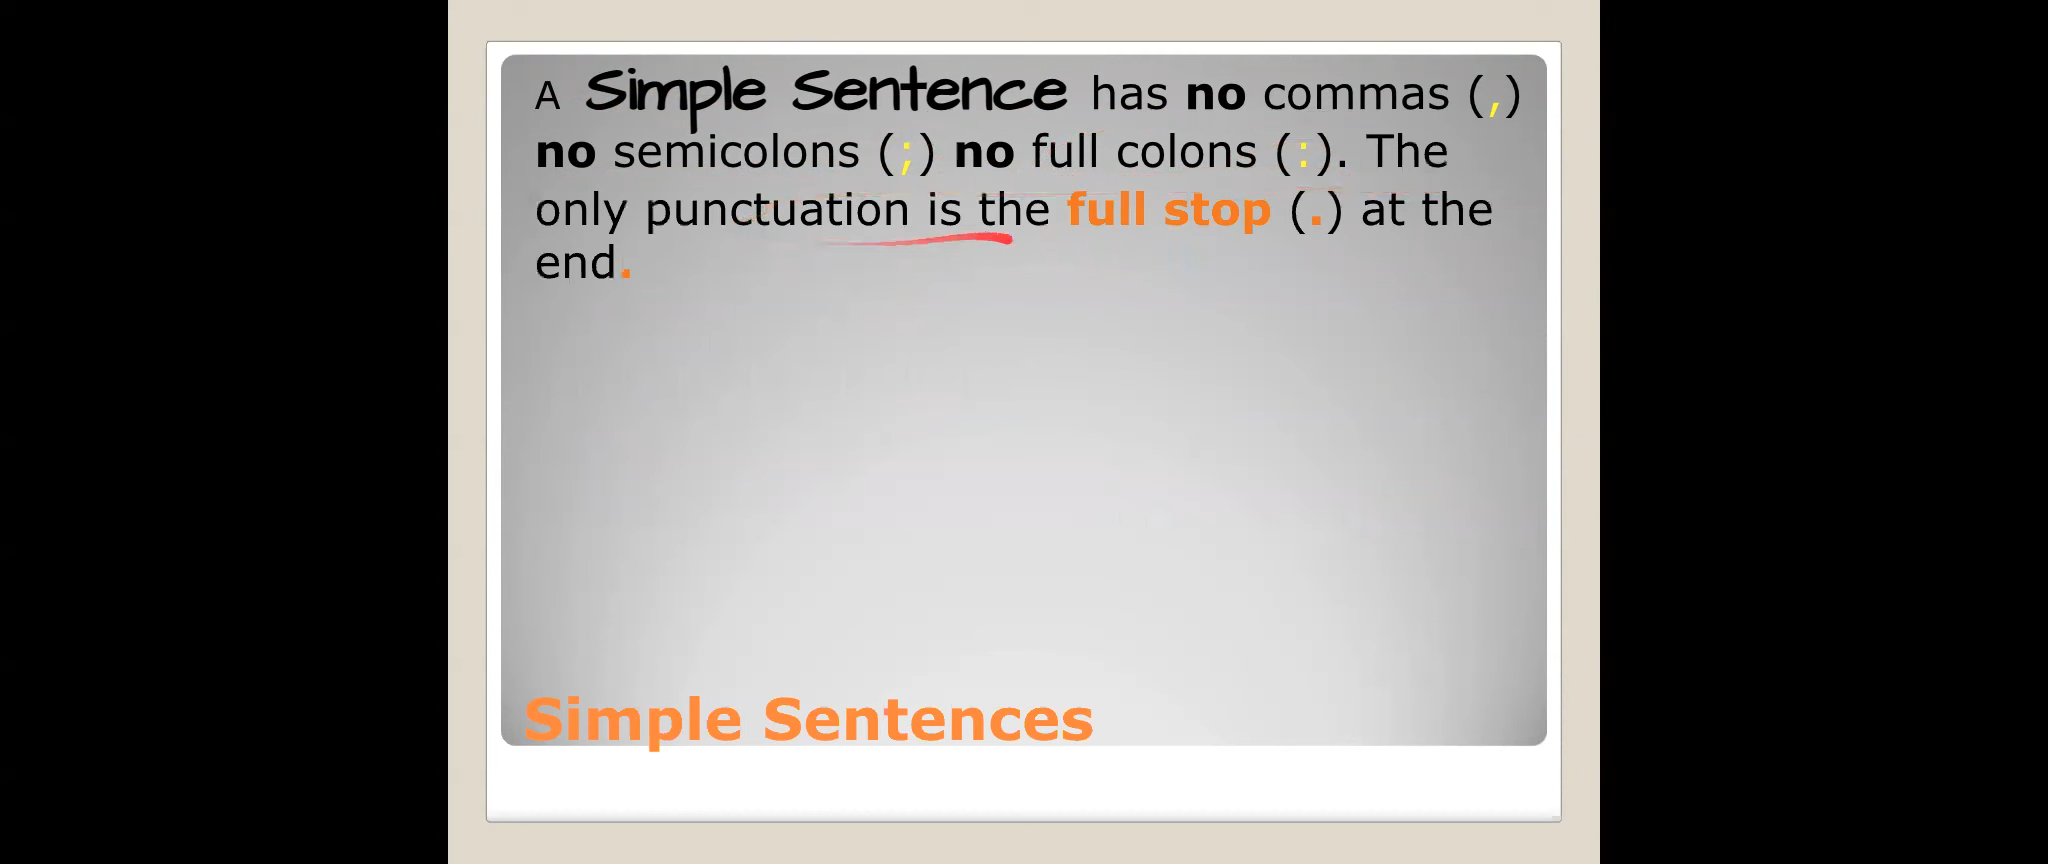 A Simple Sentence has no commas (,)
no semicolons (;) no full colons (:). The
only punctuation is the full stop (.) at the
end.
Simple Sentences